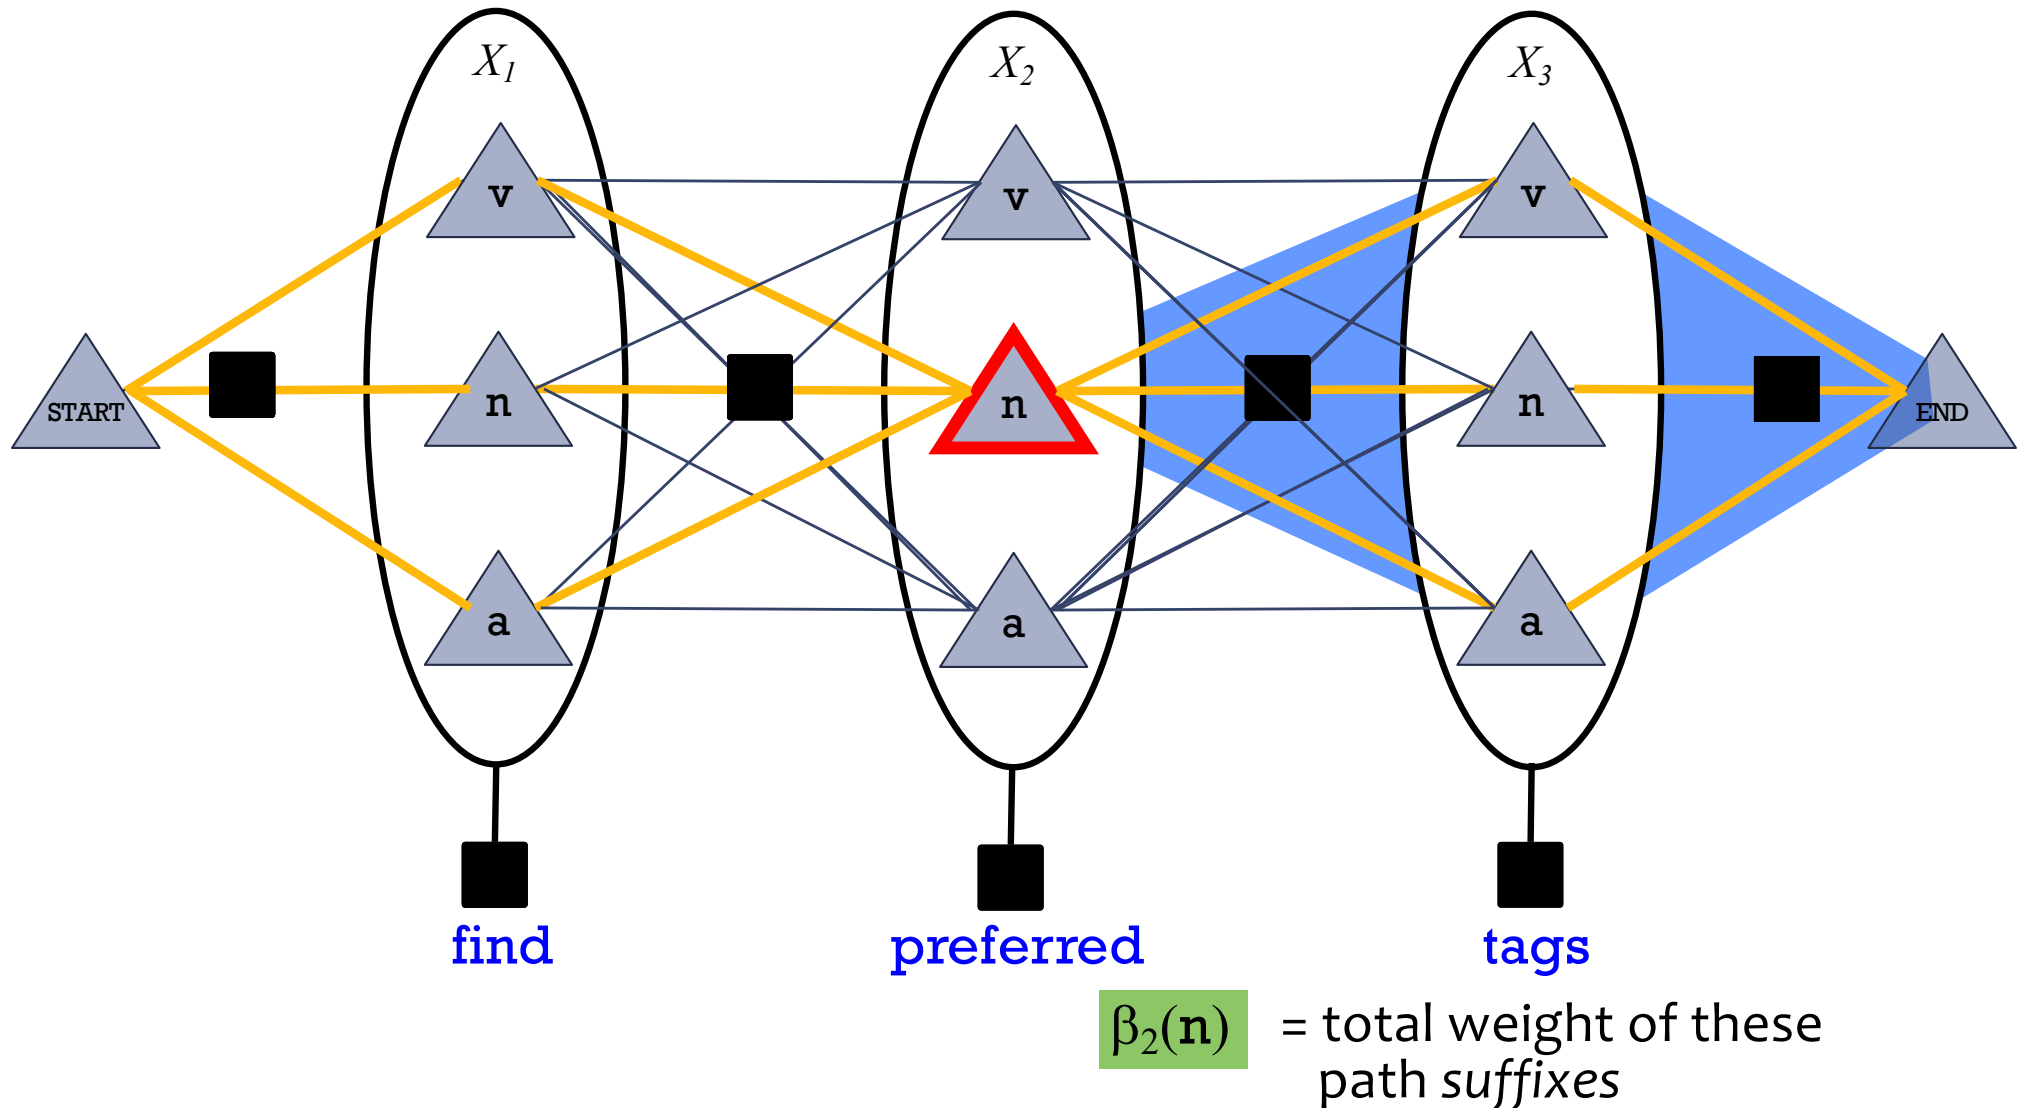 X₁ X₂ X₃
v v v
START n n n END
a a a
find preferred tags
β₂(n) = total weight of these
path suffixes